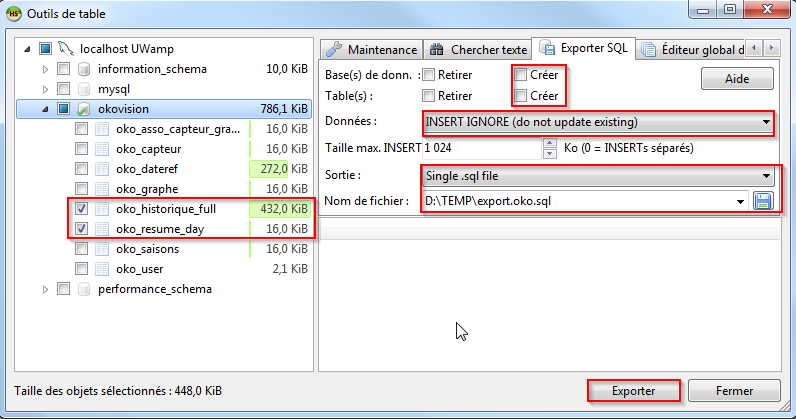 HS
Outils de table
localhost UWamp
information_schema 10,0 KiB
mysql
okovision 786,1 KiB
oko_asso_capteur_gra... 16,0 KiB
oko_capteur 16,0 KiB
oko_dateref 272,0 KiB
oko_graphe 16,0 KiB
oko_historique_full 432,0 KiB
oko_resume_day 16,0 KiB
oko_saisons 16,0 KiB
oko_user 2,1 KiB
performance_schema
Maintenance Chercher texte Exporter SQL Éditeur global d
Base(s) de donn. : Retirer Créer Aide
Table(s) : Retirer Créer
Données : INSERT IGNORE (do not update existing)
Taille max. INSERT 1 024 Ko (0 = INSERTs séparés)
Sortie : Single .sql file
Nom de fichier : D:\TEMP\export.oko.sql
Taille des objets sélectionnés : 448,0 KiB
Exporter Fermer